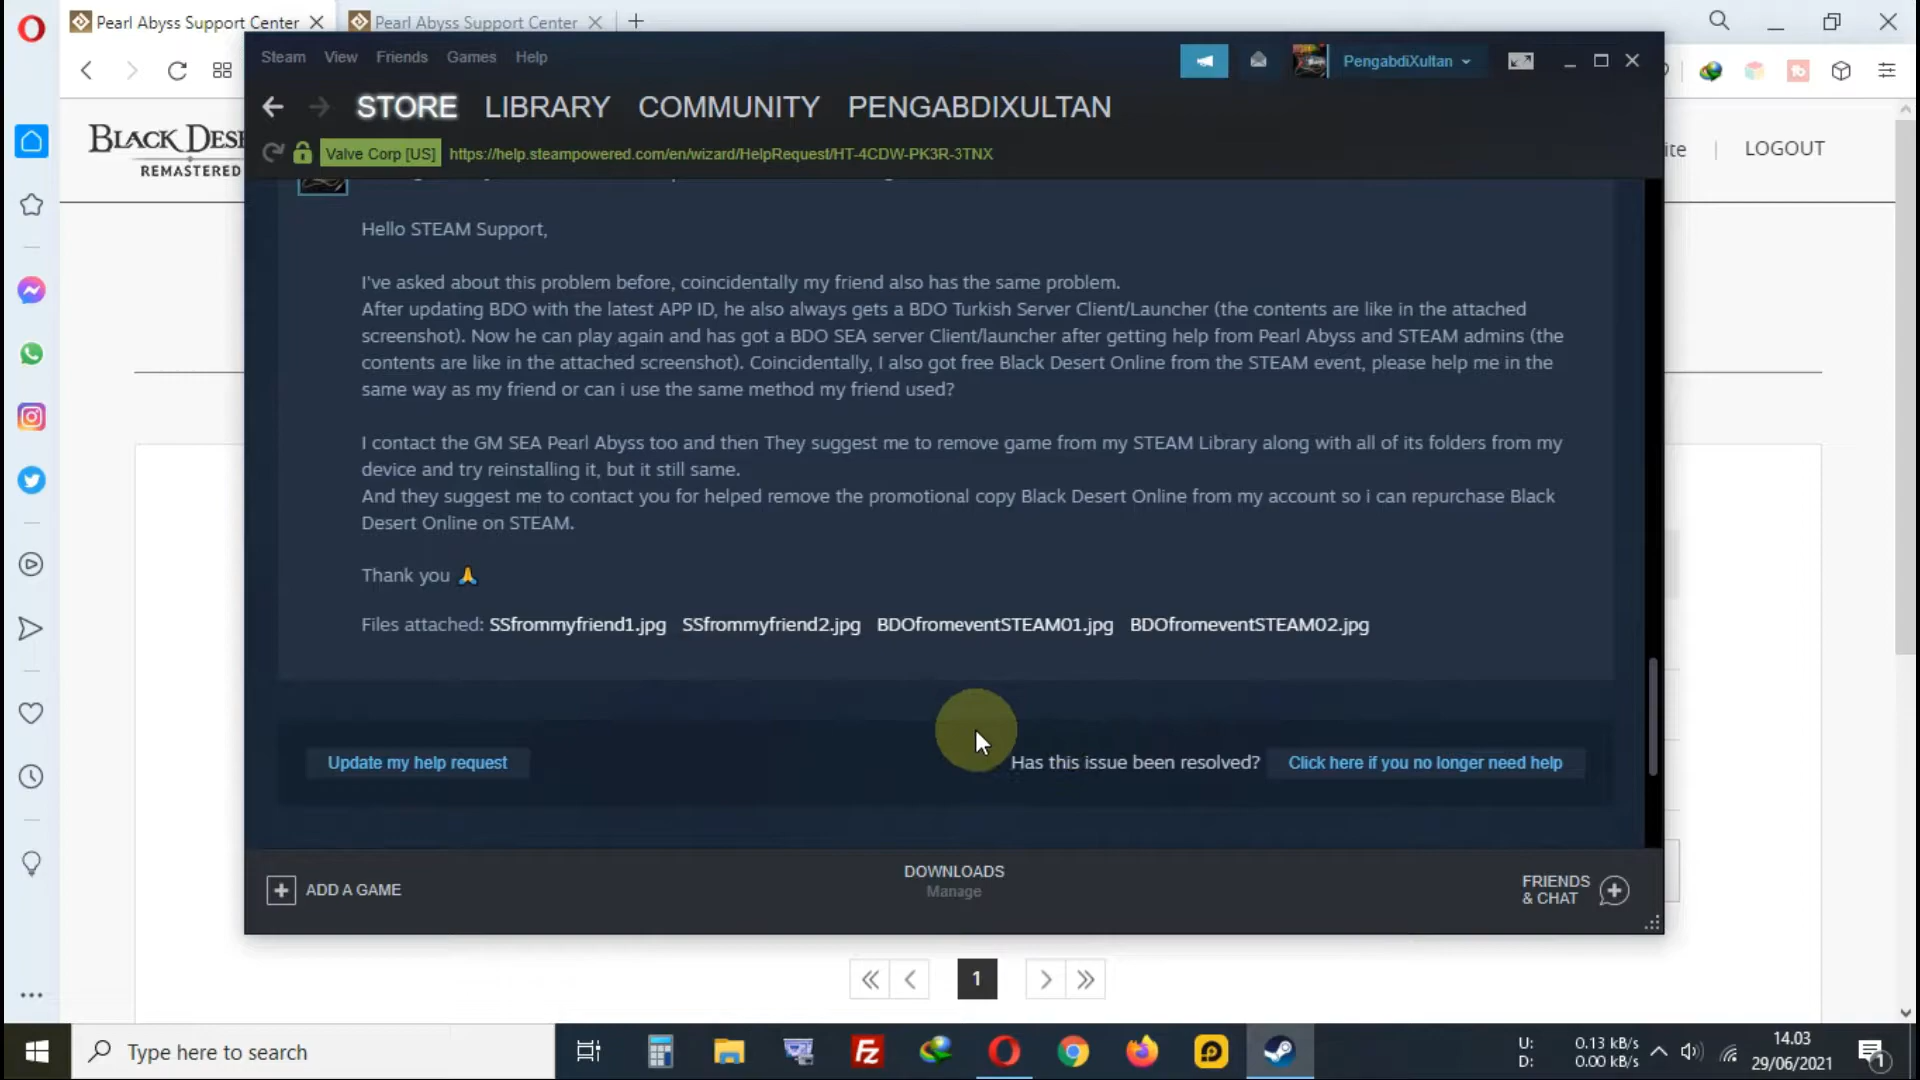 Pearl Abyss Support Center
Pearl Abyss Support Center
Steam View Friends Games Help
PengabdiXultan
STORE LIBRARY COMMUNITY PENGABDIXULTAN
Valve Corp [US] https://help.steampowered.com/en/wizard/HelpRequest/HT-4CDW-PK3R-3TNX
BLACK DESE
REMASTERED
ite | LOGOUT
Hello STEAM Support,
I've asked about this problem before, coincidentally my friend also has the same problem.
After updating BDO with the latest APP ID, he also always gets a BDO Turkish Server Client/Launcher (the contents are like in the attached
screenshot). Now he can play again and has got a BDO SEA server Client/launcher after getting help from Pearl Abyss and STEAM admins (the
contents are like in the attached screenshot). Coincidentally, I also got free Black Desert Online from the STEAM event, please help me in the
same way as my friend or can i use the same method my friend used?
I contact the GM SEA Pearl Abyss too and then They suggest me to remove game from my STEAM Library along with all of its folders from my
device and try reinstalling it, but it still same.
And they suggest me to contact you for helped remove the promotional copy Black Desert Online from my account so i can repurchase Black
Desert Online on STEAM.
Thank you 🙏
Files attached: SSfrommyfriend1.jpg SSfrommyfriend2.jpg BDOfromeventSTEAM01.jpg BDOfromeventSTEAM02.jpg
Update my help request
Has this issue been resolved? Click here if you no longer need help
ADD A GAME
DOWNLOADS
Manage
FRIENDS
& CHAT
1
Type here to search
U: 0.13 kB/s
D: 0.00 kB/s
14.03
29/06/2021
1